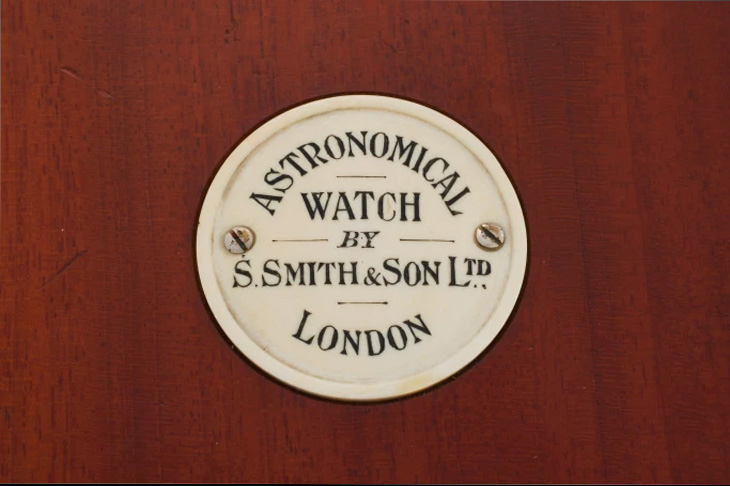 ASTRONOMICAL
WATCH
BY
S. SMITH & SON LTD
LONDON